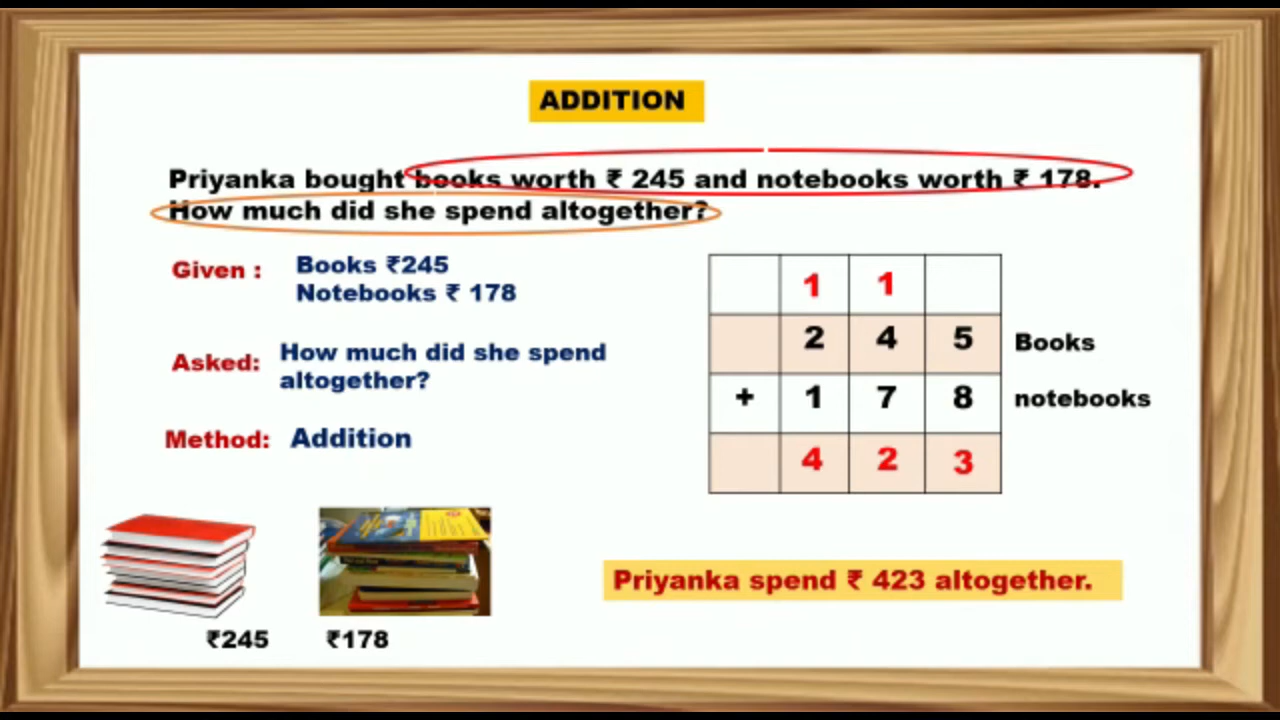 ADDITION
Priyanka bought books worth ₹ 245 and notebooks worth ₹ 178.
How much did she spend altogether?
Given :
Books ₹245
Notebooks ₹ 178
Asked:
How much did she spend
altogether?
Method: Addition
1 1
2 4 5 Books
+ 1 7 8 notebooks
4 2 3
₹245
₹178
Priyanka spend ₹ 423 altogether.